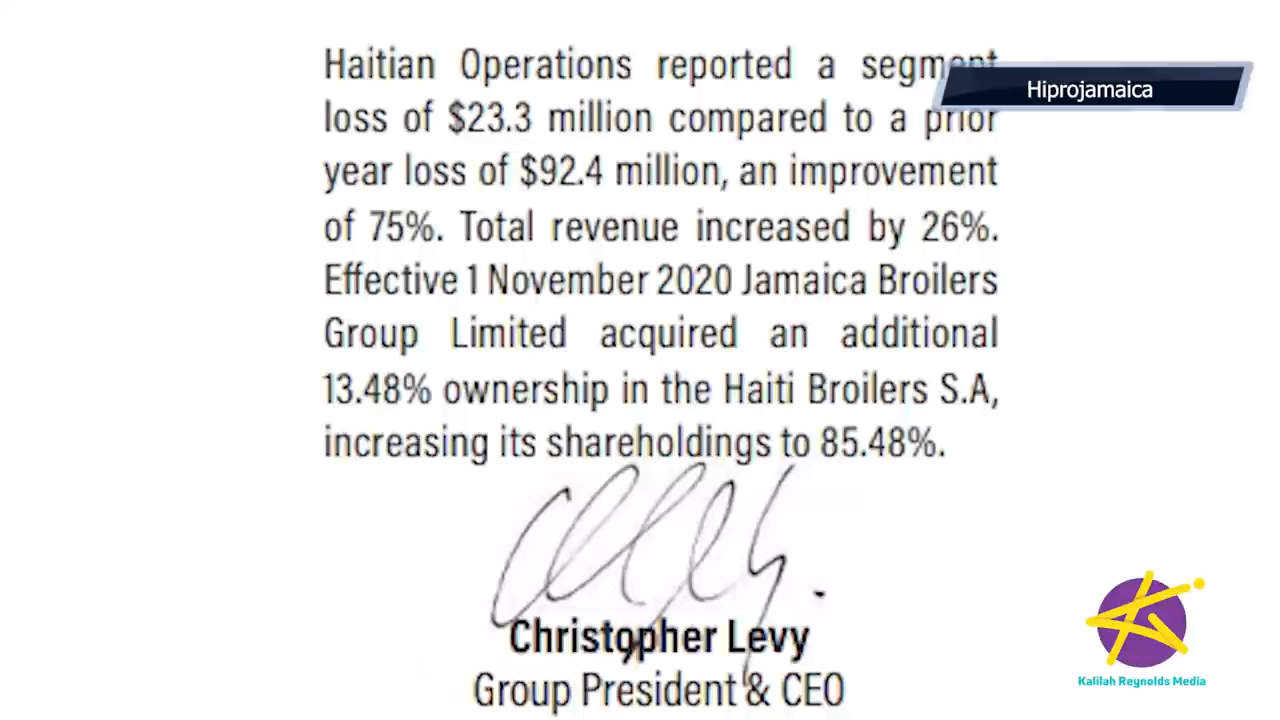 Haitian Operations reported a segment
loss of $23.3 million compared to a prior
year loss of $92.4 million, an improvement
of 75%. Total revenue increased by 26%.
Effective 1 November 2020 Jamaica Broilers
Group Limited acquired an additional
13.48% ownership in the Haiti Broilers S.A,
increasing its shareholdings to 85.48%.
Christopher Levy
Group President & CEO
Hiprojamaica
Kalilah Reynolds Media